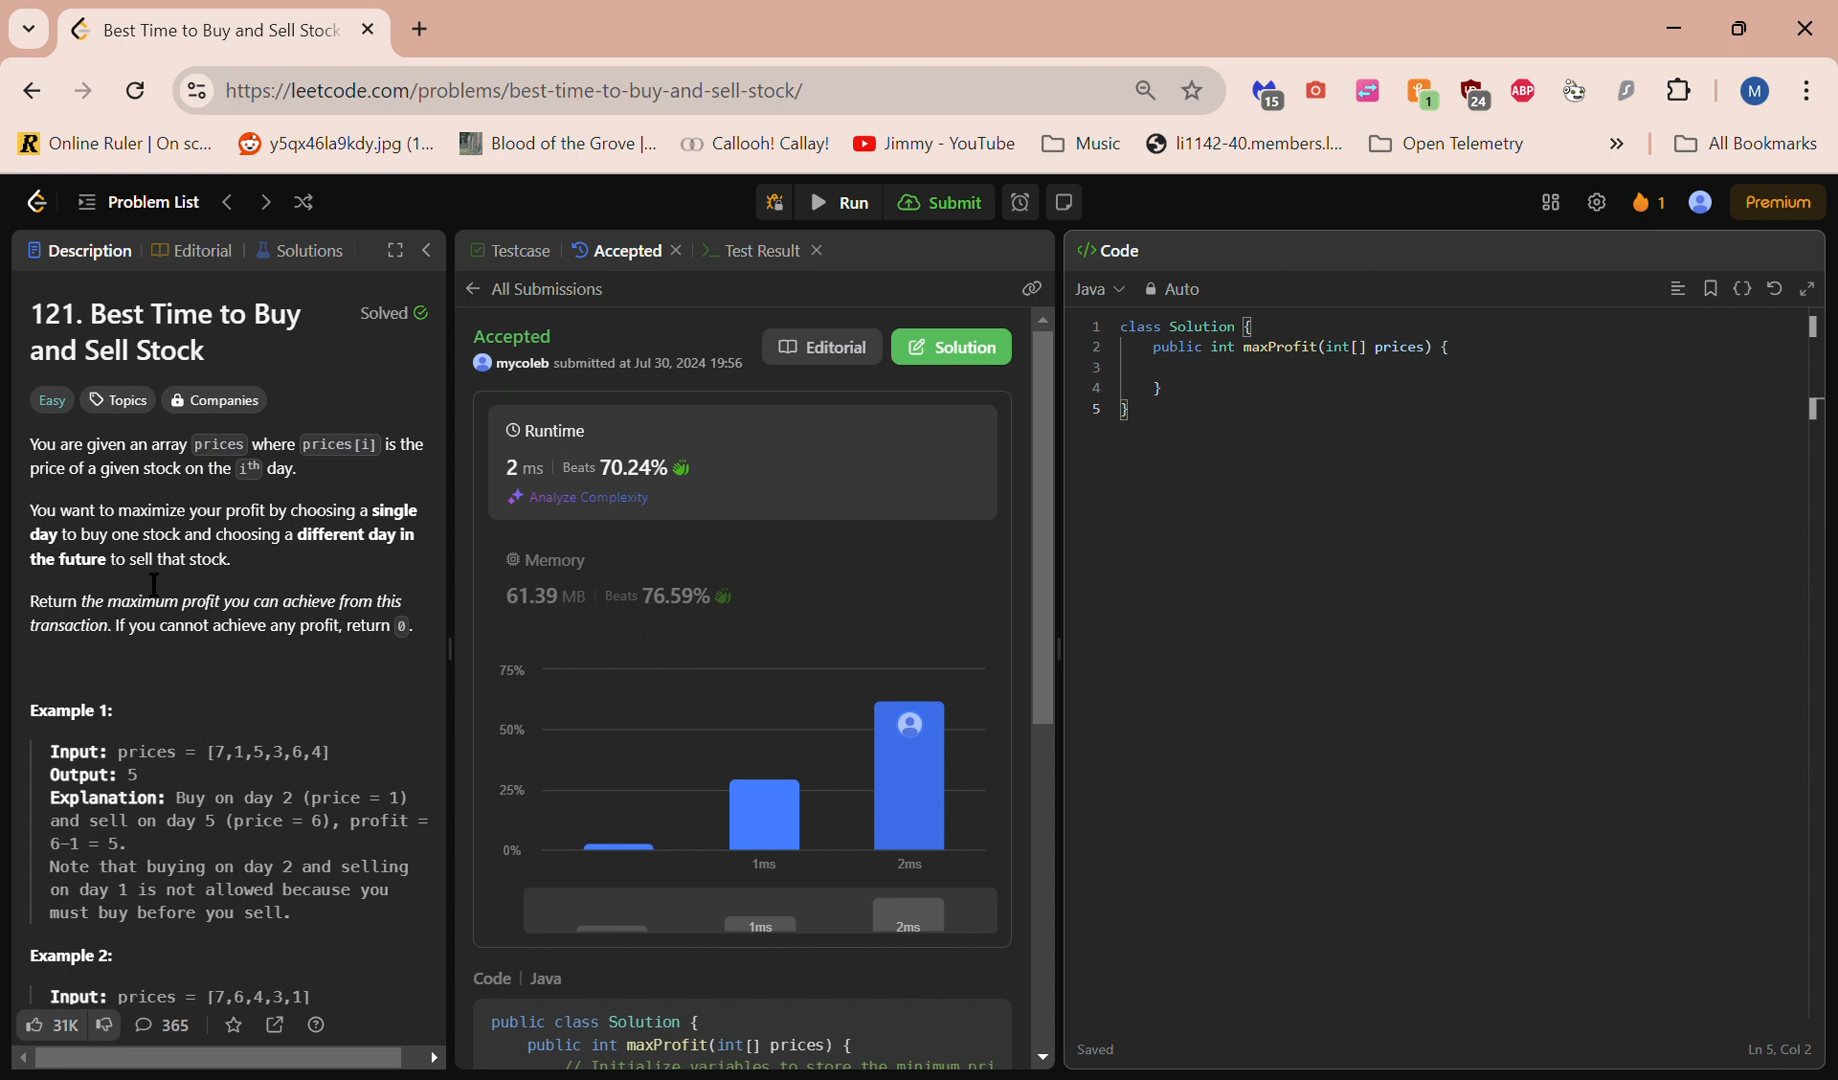 Best Time to Buy and Sell Stock
https://leetcode.com/problems/best-time-to-buy-and-sell-stock/
15
1
24
ABP
M
R Online Ruler | On sc...
y5qx46la9kdy.jpg (1...
Blood of the Grove |...
Callooh! Callay!
Jimmy - YouTube
Music
li1142-40.members.l...
Open Telemetry
»
All Bookmarks
Problem List
Run
Submit
1
Premium
Description
Editorial
Solutions
121. Best Time to Buy
and Sell Stock
Solved
Easy
Topics
Companies
You are given an array prices where prices[i] is the
price of a given stock on the ith day.
You want to maximize your profit by choosing a single
day to buy one stock and choosing a different day in
the future to sell that stock.
Return the maximum profit you can achieve from this
transaction. If you cannot achieve any profit, return 0.
Example 1:
Input: prices = [7,1,5,3,6,4]
Output: 5
Explanation: Buy on day 2 (price = 1)
and sell on day 5 (price = 6), profit =
6-1 = 5.
Note that buying on day 2 and selling
on day 1 is not allowed because you
must buy before you sell.
Example 2:
Input: prices = [7,6,4,3,1]
31K
365
Testcase
Accepted
Test Result
All Submissions
Accepted
mycoleb submitted at Jul 30, 2024 19:56
Editorial
Solution
Runtime
2 ms | Beats 70.24%
Analyze Complexity
Memory
61.39 MB | Beats 76.59%
75%
50%
25%
0%
1ms
2ms
1ms
2ms
Code | Java
public class Solution {
public int maxProfit(int[] prices) {
// Initialize variables to store the minimum pri
</> Code
Java
Auto
1 class Solution {
2 public int maxProfit(int[] prices) {
3
4 }
5 }
Saved
Ln 5, Col 2